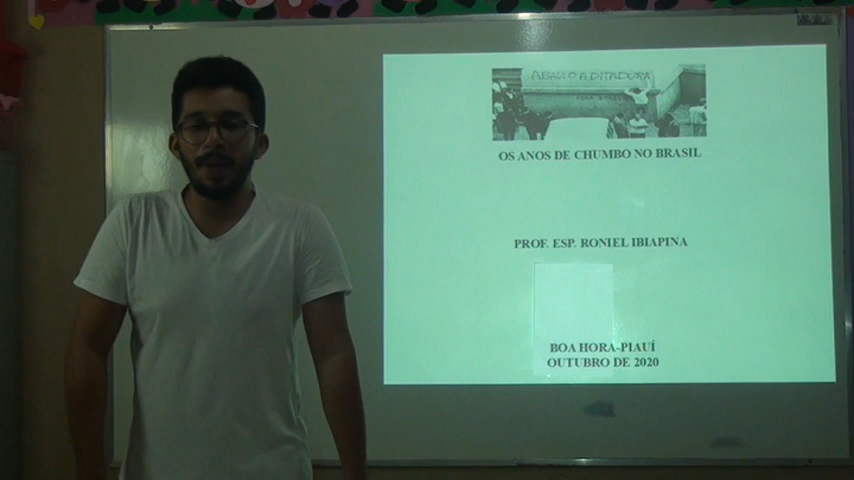 ABAIXO A DITADURA
OS ANOS DE CHUMBO NO BRASIL
PROF. ESP. RONIEL IBIAPINA
BOA HORA-PIAUÍ
OUTUBRO DE 2020